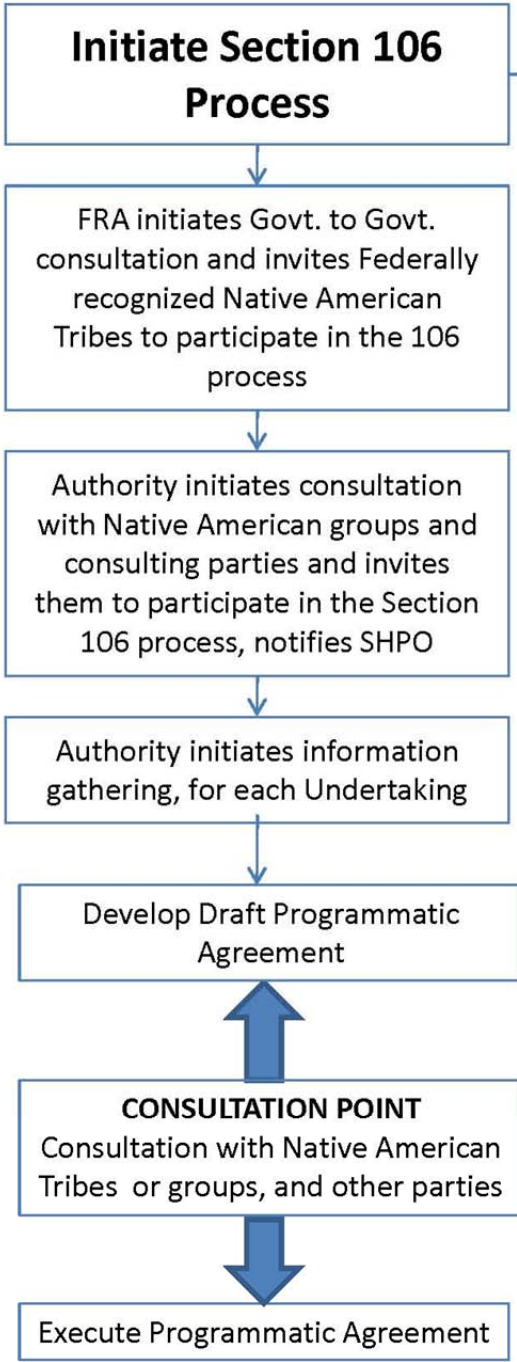 Initiate Section 106
Process
FRA initiates Govt. to Govt.
consultation and invites Federally
recognized Native American
Tribes to participate in the 106
process
Authority initiates consultation
with Native American groups and
consulting parties and invites
them to participate in the Section
106 process, notifies SHPO
Authority initiates information
gathering, for each Undertaking
Develop Draft Programmatic
Agreement
CONSULTATION POINT
Consultation with Native American
Tribes or groups, and other parties
Execute Programmatic Agreement